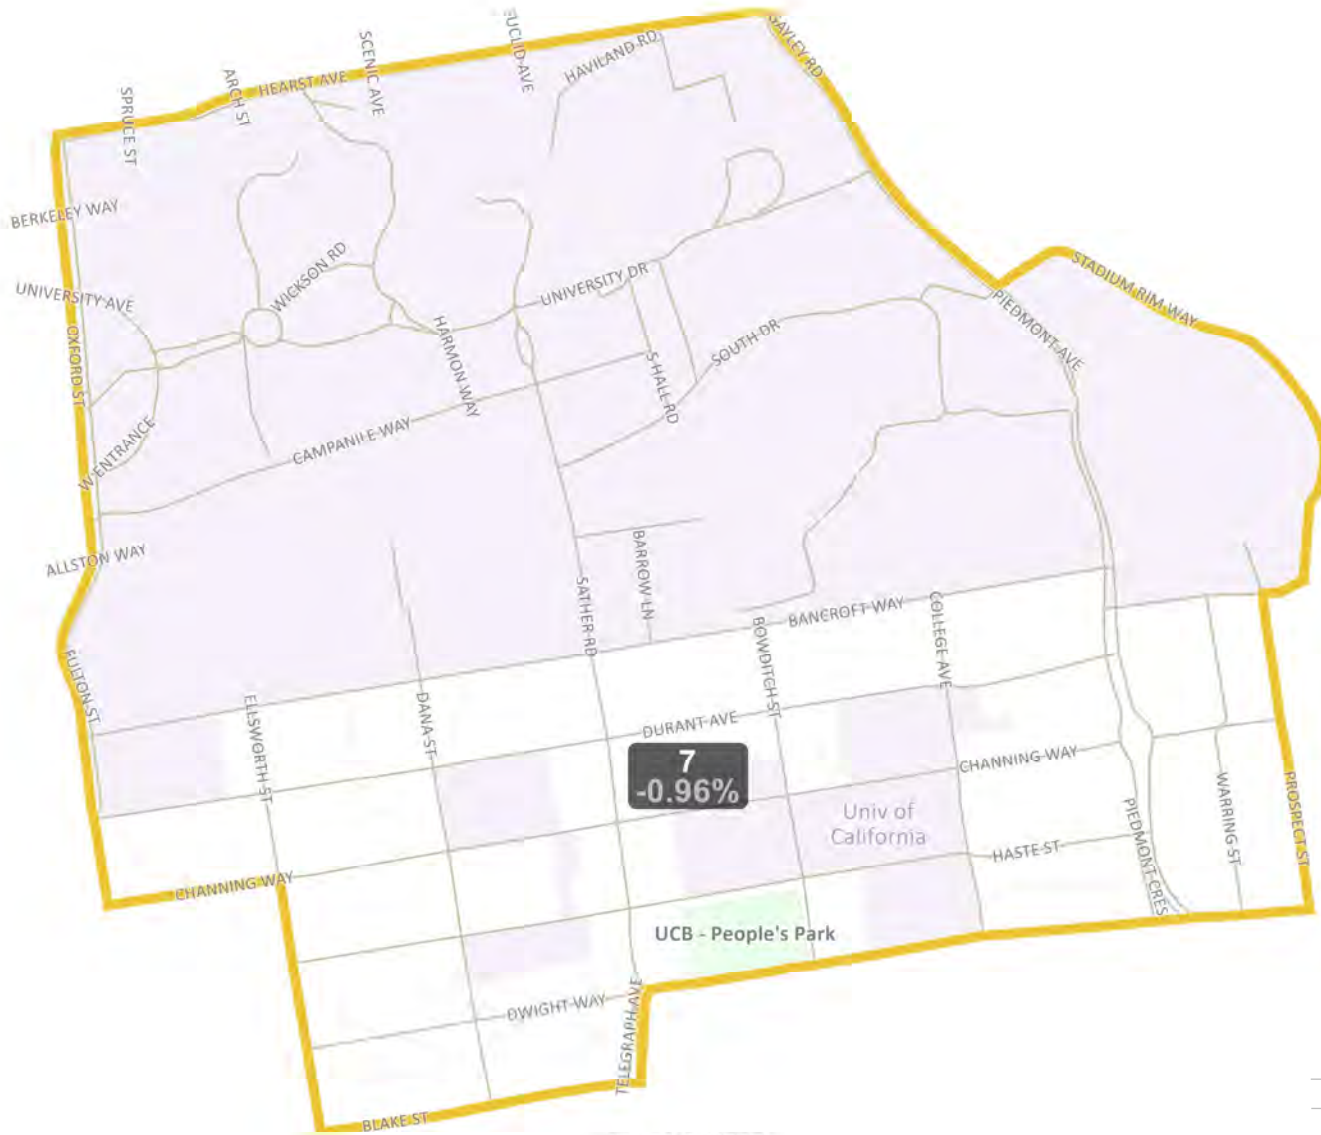 EUCLID AVE
GAYLEY RD
HAVILAND RD
SCENIC AVE
ARCH ST
HEARST AVE
SPRUCE ST
BERKELEY WAY
UNIVERSITY AVE
WICKSON RD
UNIVERSITY DR
STADIUM RIM WAY
PIEDMONT AVE
OXFORD ST
HARMON WAY
SOUTH DR
S HALL RD
W ENTRANCE
CAMPANILE WAY
ALLSTON WAY
BARROW LN
SATHER RD
BANCROFT WAY
COLLEGE AVE
BOWDITCH ST
FULTON ST
ELLSWORTH ST
DANA ST
DURANT AVE
7
-0.96%
CHANNING WAY
Univ of
California
PIEDMONT CRES
WARRING ST
PROSPECT ST
HASTE ST
CHANNING WAY
UCB - People's Park
DWIGHT WAY
TELEGRAPH AVE
BLAKE ST